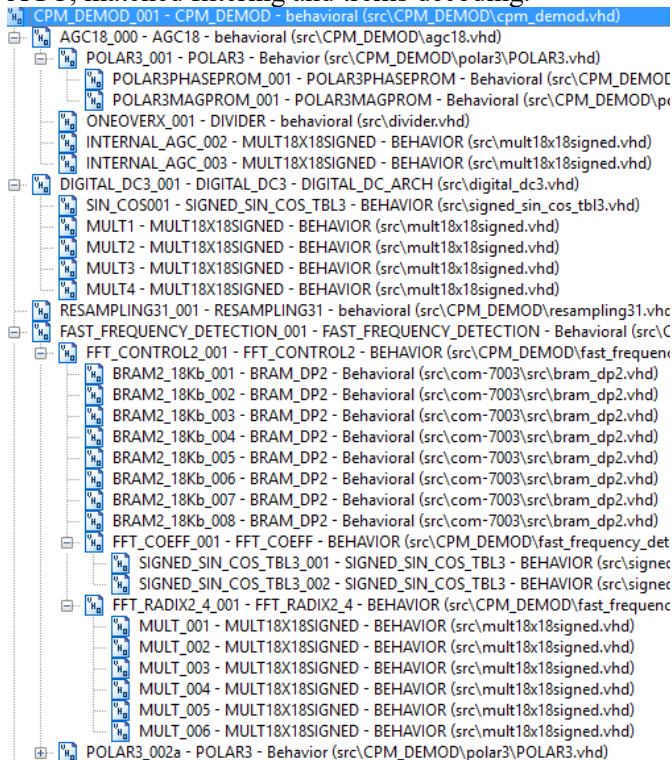 AGC, matched filtering and trellis decoding.
CPM_DEMOD_001 - CPM_DEMOD - behavioral (src\CPM_DEMOD\cpm_demod.vhd)
AGC18_000 - AGC18 - behavioral (src\CPM_DEMOD\agc18.vhd)
POLAR3_001 - POLAR3 - Behavior (src\CPM_DEMOD\polar3\POLAR3.vhd)
POLAR3PHASEPROM_001 - POLAR3PHASEPROM - Behavioral (src\CPM_DEMOD
POLAR3MAGPROM_001 - POLAR3MAGPROM - Behavioral (src\CPM_DEMOD\po
ONEOVERX_001 - DIVIDER - behavioral (src\divider.vhd)
INTERNAL_AGC_002 - MULT18X18SIGNED - BEHAVIOR (src\mult18x18signed.vhd)
INTERNAL_AGC_003 - MULT18X18SIGNED - BEHAVIOR (src\mult18x18signed.vhd)
DIGITAL_DC3_001 - DIGITAL_DC3 - DIGITAL_DC_ARCH (src\digital_dc3.vhd)
SIN_COS001 - SIGNED_SIN_COS_TBL3 - BEHAVIOR (src\signed_sin_cos_tbl3.vhd)
MULT1 - MULT18X18SIGNED - BEHAVIOR (src\mult18x18signed.vhd)
MULT2 - MULT18X18SIGNED - BEHAVIOR (src\mult18x18signed.vhd)
MULT3 - MULT18X18SIGNED - BEHAVIOR (src\mult18x18signed.vhd)
MULT4 - MULT18X18SIGNED - BEHAVIOR (src\mult18x18signed.vhd)
RESAMPLING31_001 - RESAMPLING31 - behavioral (src\CPM_DEMOD\resampling31.vhd
FAST_FREQUENCY_DETECTION_001 - FAST_FREQUENCY_DETECTION - Behavioral (src\C
FFT_CONTROL2_001 - FFT_CONTROL2 - BEHAVIOR (src\CPM_DEMOD\fast_frequenc
BRAM2_18Kb_001 - BRAM_DP2 - Behavioral (src\com-7003\src\bram_dp2.vhd)
BRAM2_18Kb_002 - BRAM_DP2 - Behavioral (src\com-7003\src\bram_dp2.vhd)
BRAM2_18Kb_003 - BRAM_DP2 - Behavioral (src\com-7003\src\bram_dp2.vhd)
BRAM2_18Kb_004 - BRAM_DP2 - Behavioral (src\com-7003\src\bram_dp2.vhd)
BRAM2_18Kb_005 - BRAM_DP2 - Behavioral (src\com-7003\src\bram_dp2.vhd)
BRAM2_18Kb_006 - BRAM_DP2 - Behavioral (src\com-7003\src\bram_dp2.vhd)
BRAM2_18Kb_007 - BRAM_DP2 - Behavioral (src\com-7003\src\bram_dp2.vhd)
BRAM2_18Kb_008 - BRAM_DP2 - Behavioral (src\com-7003\src\bram_dp2.vhd)
FFT_COEFF_001 - FFT_COEFF - BEHAVIOR (src\CPM_DEMOD\fast_frequency_det
SIGNED_SIN_COS_TBL3_001 - SIGNED_SIN_COS_TBL3 - BEHAVIOR (src\signed
SIGNED_SIN_COS_TBL3_002 - SIGNED_SIN_COS_TBL3 - BEHAVIOR (src\signed
FFT_RADIX2_4_001 - FFT_RADIX2_4 - BEHAVIOR (src\CPM_DEMOD\fast_frequenc
MULT_001 - MULT18X18SIGNED - BEHAVIOR (src\mult18x18signed.vhd)
MULT_002 - MULT18X18SIGNED - BEHAVIOR (src\mult18x18signed.vhd)
MULT_003 - MULT18X18SIGNED - BEHAVIOR (src\mult18x18signed.vhd)
MULT_004 - MULT18X18SIGNED - BEHAVIOR (src\mult18x18signed.vhd)
MULT_005 - MULT18X18SIGNED - BEHAVIOR (src\mult18x18signed.vhd)
MULT_006 - MULT18X18SIGNED - BEHAVIOR (src\mult18x18signed.vhd)
POLAR3_002a - POLAR3 - Behavior (src\CPM_DEMOD\polar3\POLAR3.vhd)